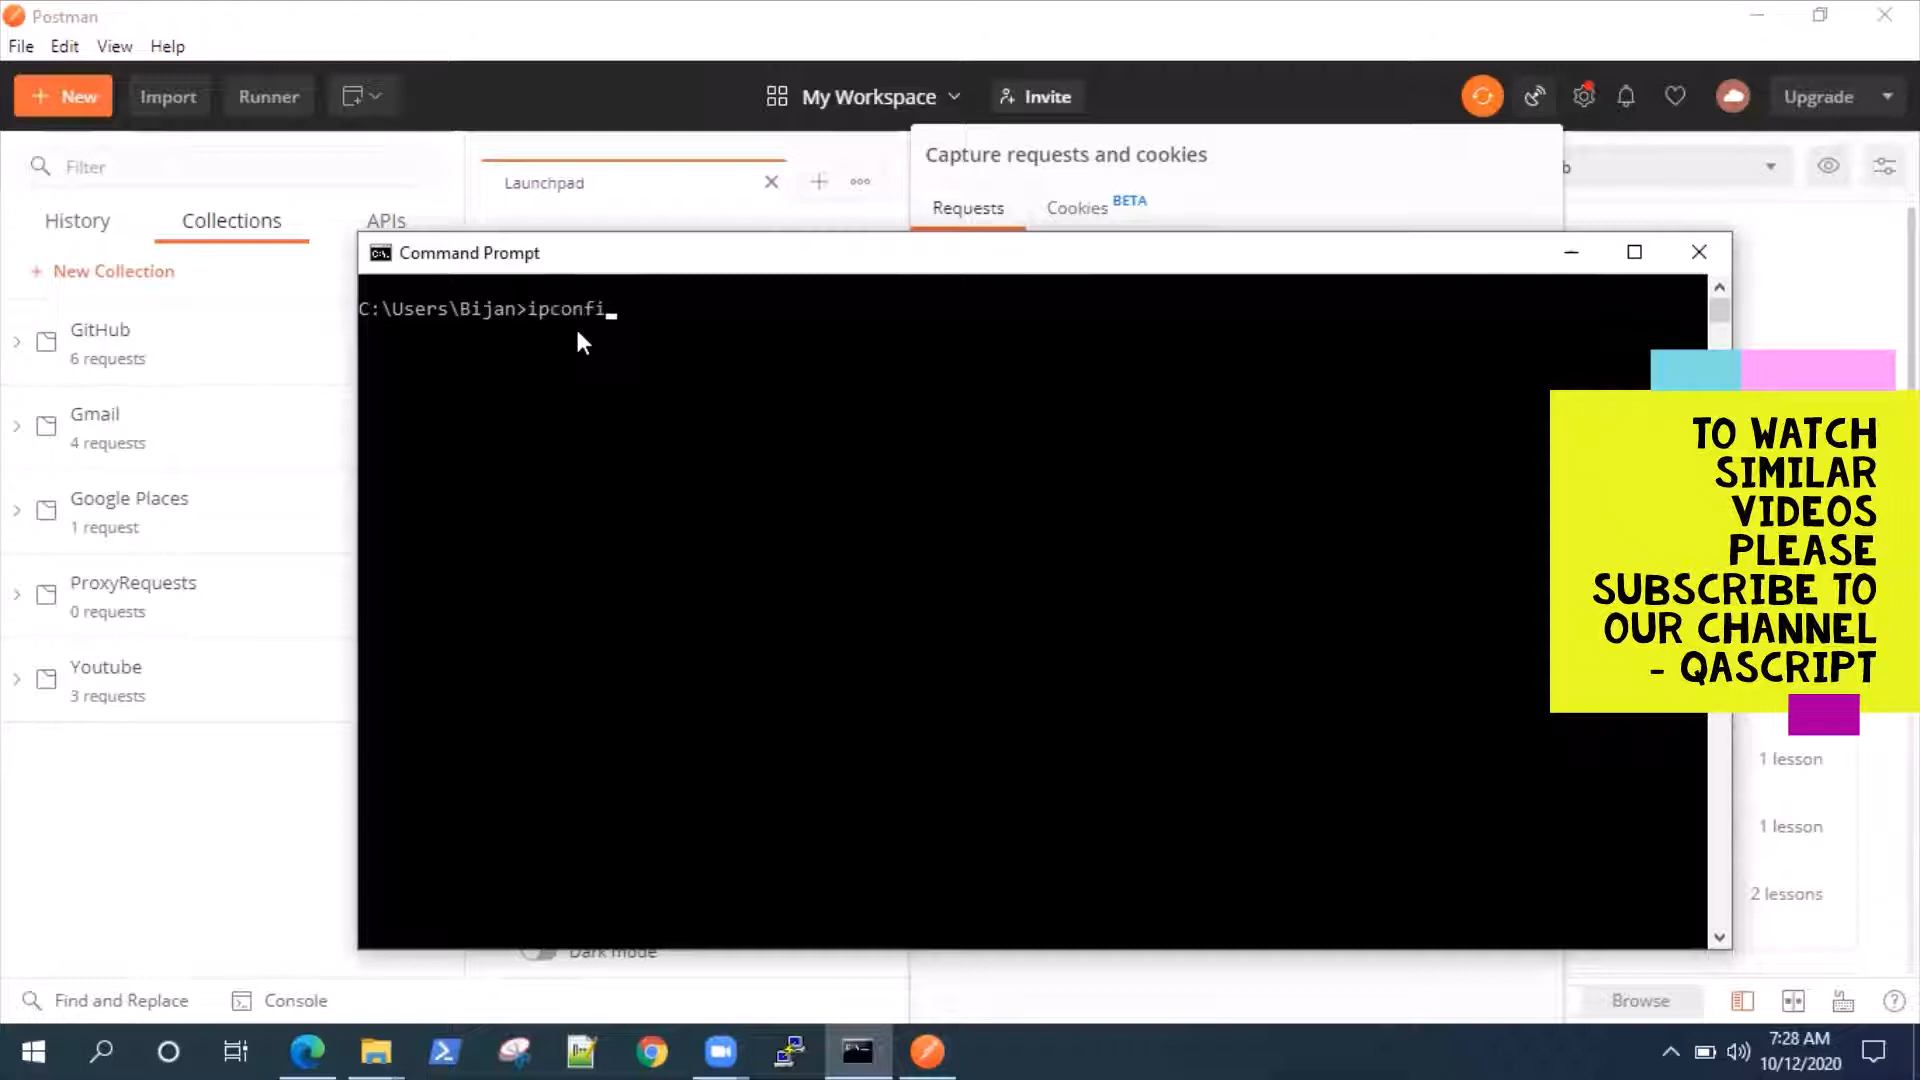 Postman
File Edit View Help
New Import Runner My Workspace Invite Upgrade
Filter
Launchpad
Capture requests and cookies
Requests Cookies BETA
History Collections APIs
+ New Collection
GitHub
6 requests
Gmail
4 requests
Google Places
1 request
ProxyRequests
0 requests
Youtube
3 requests
Command Prompt
C:\Users\Bijan>ipconfi_
TO WATCH
SIMILAR
VIDEOS
PLEASE
SUBSCRIBE TO
OUR CHANNEL
- QASCRIPT
1 lesson
1 lesson
2 lessons
Dark mode
Find and Replace Console
Browse
7:28 AM
10/12/2020